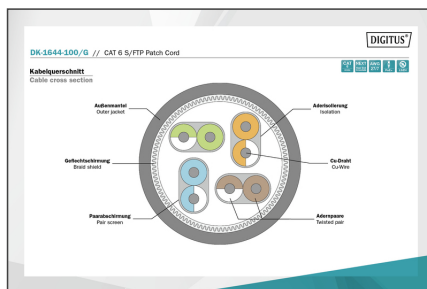 DIGITUS®
DK-1644-100/G // CAT 6 S/FTP Patch Cord
Kabelquerschnitt
Cable cross section
Außenmantel
Outer jacket
Aderisolierung
Isolation
Geflechtschirmung
Braid shield
Cu-Draht
Cu-Wire
Paarabschirmung
Pair screen
Adernpaare
Twisted pair